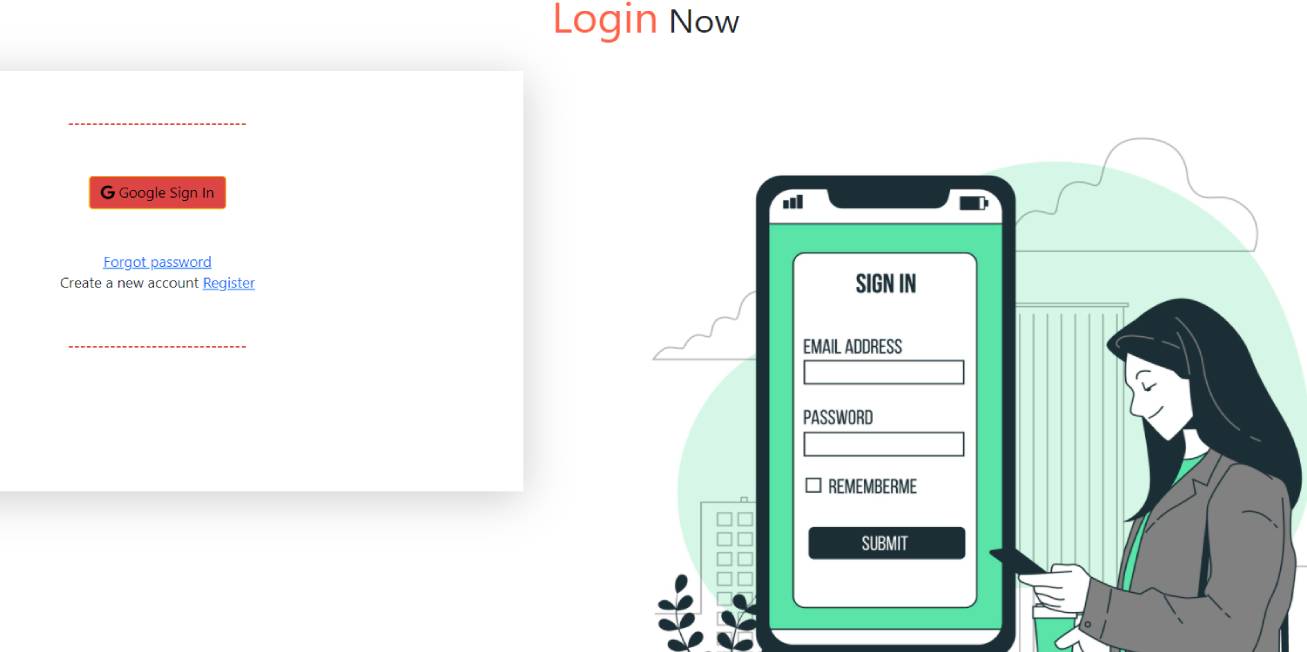 Login Now
------------------------------
Google Sign In
Forgot password
Create a new account Register
------------------------------
SIGN IN
EMAIL ADDRESS
PASSWORD
REMEMBERME
SUBMIT